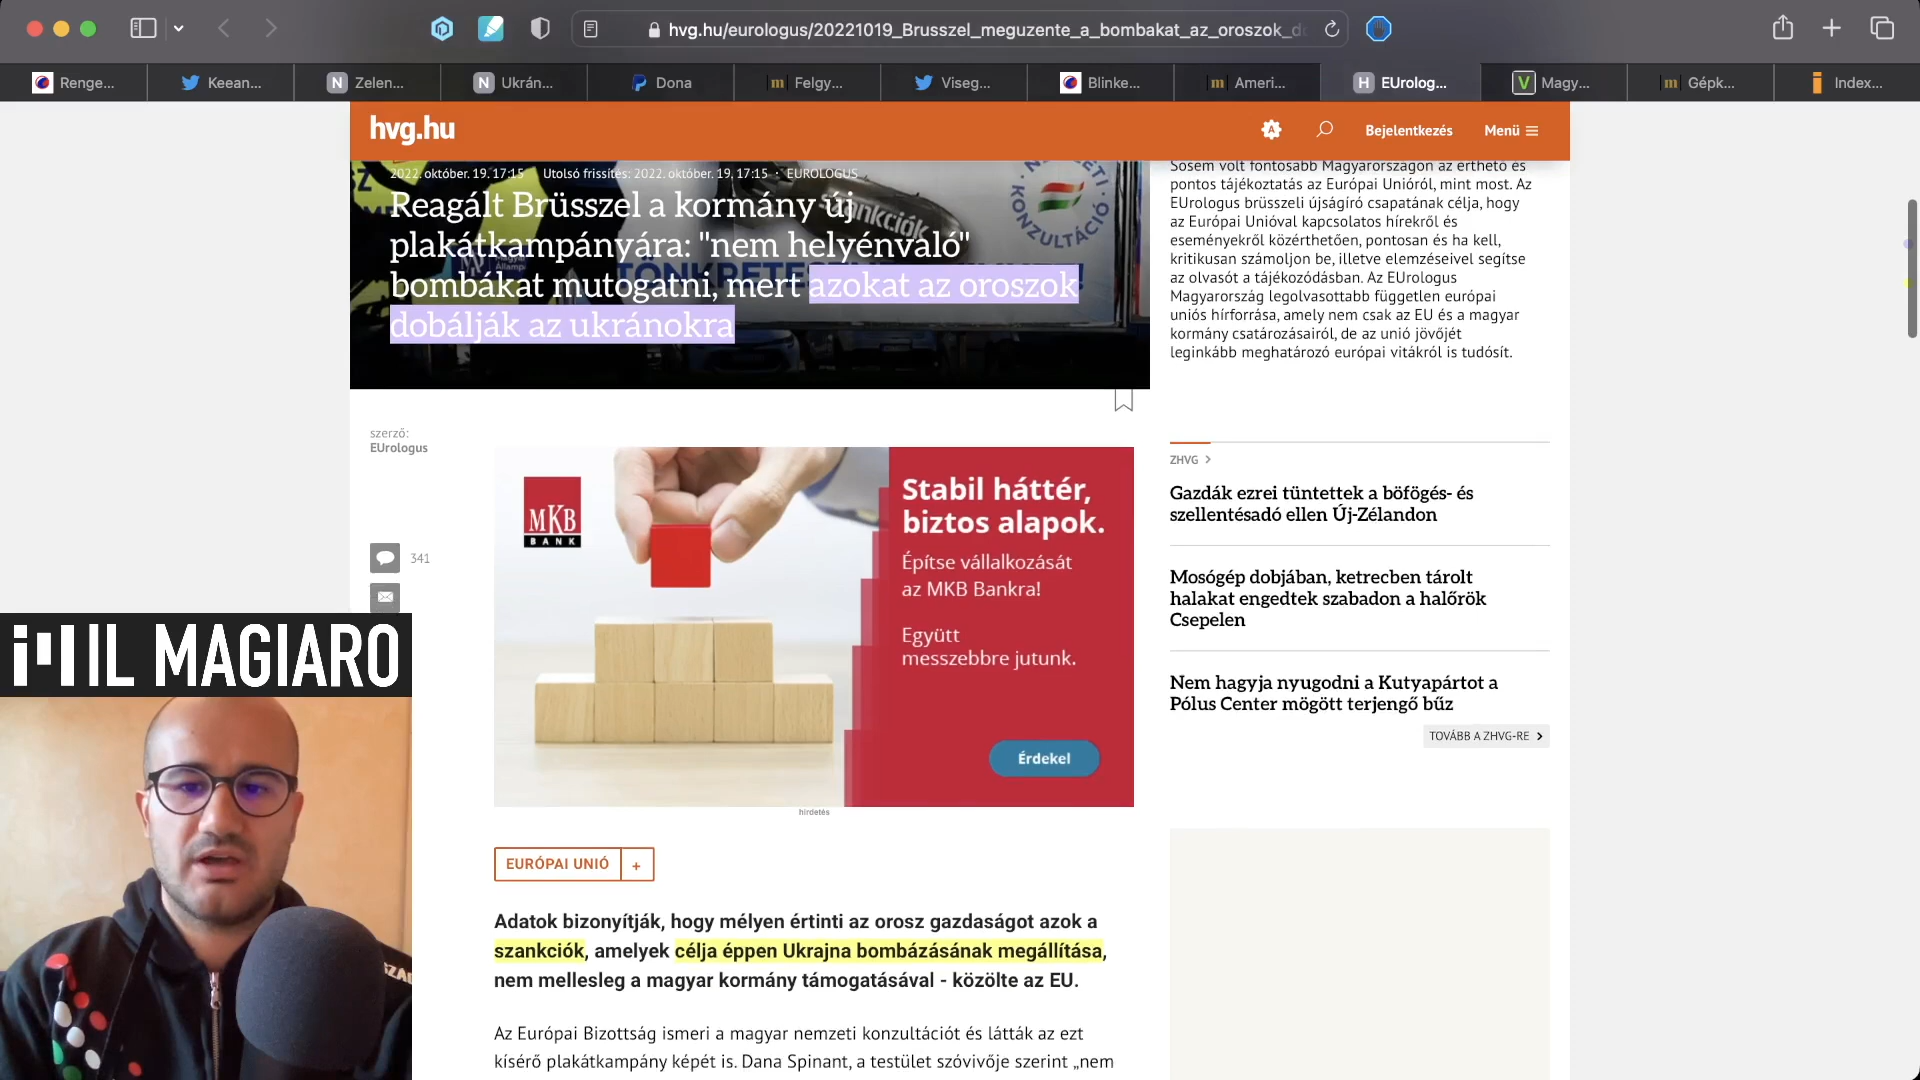 hvg.hu/eurologus/20221019_Brusszel_meguzente_a_bombakat_az_oroszok_d
Renge...
Keean...
N Zelen...
N Ukrán...
Dona
m Felgy...
Viseg...
Blinke...
m Ameri...
H EUrolog...
V Magy...
m Gépk...
Index...
hvg.hu
A
Bejelentkezés
Menü
2022. október. 19. 17:15
Utolsó frissítés: 2022. október. 19. 17:15 · EUROLOGUS
szankciók
KONZULTÁCIÓ
Reagált Brüsszel a kormány új
plakátkampányára: "nem helyénvaló"
bombákat mutogatni, mert azokat az oroszok
dobálják az ukránokra
Sosem volt fontosabb Magyarországon az érthető és
pontos tájékoztatás az Európai Unióról, mint most. Az
EUrologus brüsszeli újságíró csapatának célja, hogy
az Európai Unióval kapcsolatos hírekről és
eseményekről közérthetően, pontosan és ha kell,
kritikusan számoljon be, illetve elemzéseivel segítse
az olvasót a tájékozódásban. Az EUrologus
Magyarország legolvasottabb független európai
uniós hírforrása, amely nem csak az EU és a magyar
kormány csatározásairól, de az unió jövőjét
leginkább meghatározó európai vitákról is tudósít.
szerző:
EUrologus
341
MKB
BANK
Stabil háttér,
biztos alapok.
Építse vállalkozását
az MKB Bankra!
Együtt
messzebbre jutunk.
Érdekel
hirdetés
ZHVG >
Gazdák ezrei tüntettek a böfögés- és
szellentésadó ellen Új-Zélandon
Mosógép dobjában, ketrecben tárolt
halakat engedtek szabadon a halőrök
Csepelen
Nem hagyja nyugodni a Kutyapártot a
Pólus Center mögött terjengő bűz
TOVÁBB A ZHVG-RE >
IL MAGIARO
EURÓPAI UNIÓ +
Adatok bizonyítják, hogy mélyen értinti az orosz gazdaságot azok a
szankciók, amelyek célja éppen Ukrajna bombázásának megállítása,
nem mellesleg a magyar kormány támogatásával - közölte az EU.
Az Európai Bizottság ismeri a magyar nemzeti konzultációt és látták az ezt
kísérő plakátkampány képét is. Dana Spinant, a testület szóvivője szerint „nem